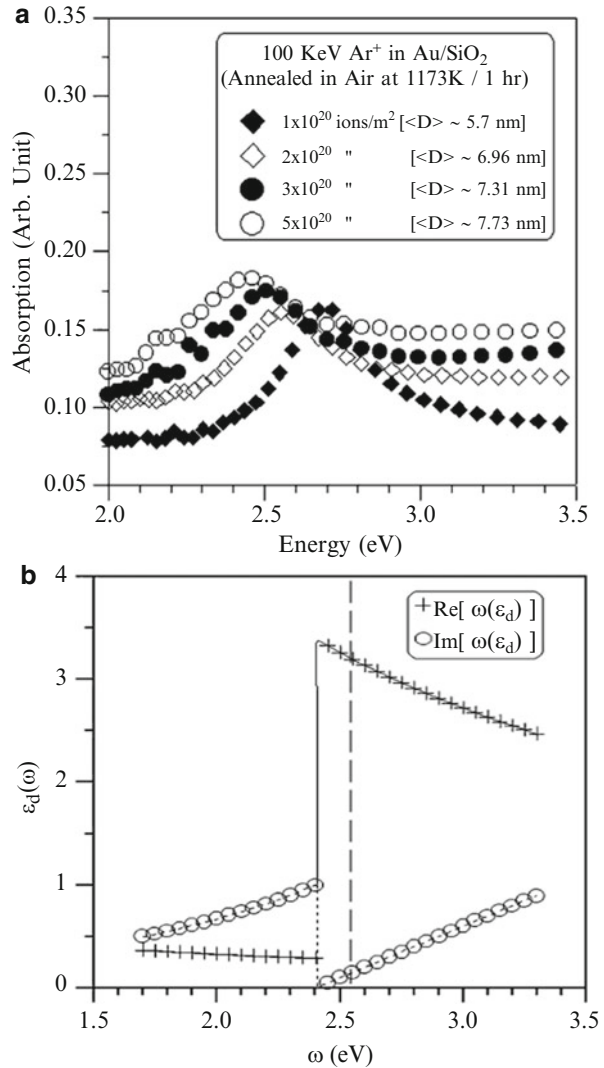 a
0.35
0.30
0.25
0.20
0.15
0.10
0.05
Absorption (Arb. Unit)
100 KeV Ar⁺ in Au/SiO₂
(Annealed in Air at 1173K / 1 hr)
1x10²⁰ ions/m² [<D> ~ 5.7 nm]
2x10²⁰ " [<D> ~ 6.96 nm]
3x10²⁰ " [<D> ~ 7.31 nm]
5x10²⁰ " [<D> ~ 7.73 nm]
2.0 2.5 3.0 3.5
Energy (eV)
b
4
3
2
1
0
ε_d(ω)
Re[ ω(ε_d) ]
Im[ ω(ε_d) ]
1.5 2.0 2.5 3.0 3.5
ω (eV)